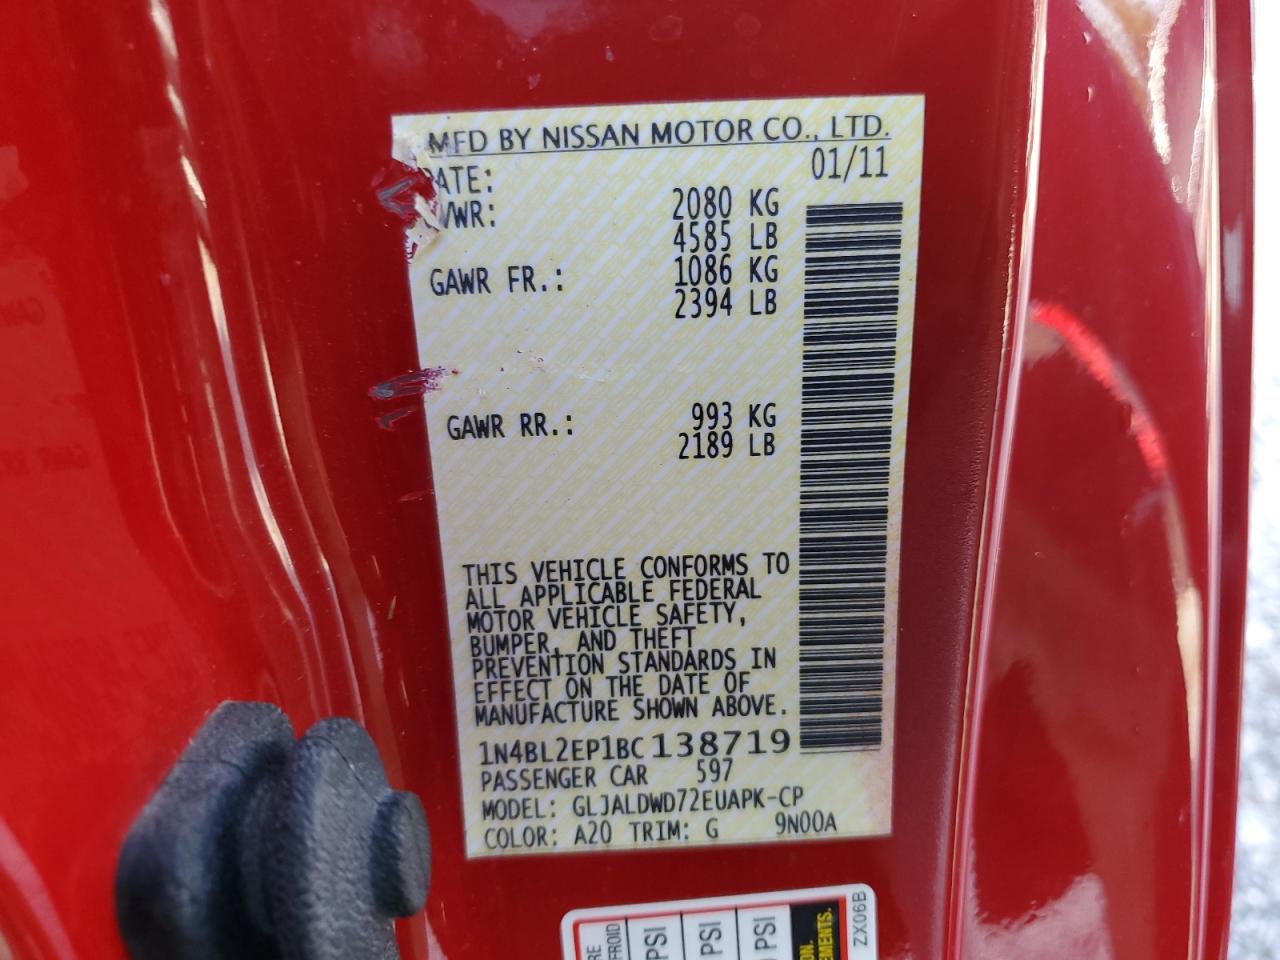 MFD BY NISSAN MOTOR CO., LTD.
DATE: 01/11
VWR: 2080 KG
4585 LB
GAWR FR.: 1086 KG
2394 LB
GAWR RR.: 993 KG
2189 LB
THIS VEHICLE CONFORMS TO
ALL APPLICABLE FEDERAL
MOTOR VEHICLE SAFETY,
BUMPER, AND THEFT
PREVENTION STANDARDS IN
EFFECT ON THE DATE OF
MANUFACTURE SHOWN ABOVE.
1N4BL2EP1BC138719
PASSENGER CAR 597
MODEL: GLJALDWD72EUAPK-CP
COLOR: A20 TRIM: G 9N00A
PSI
PSI
PSI
ZX06B